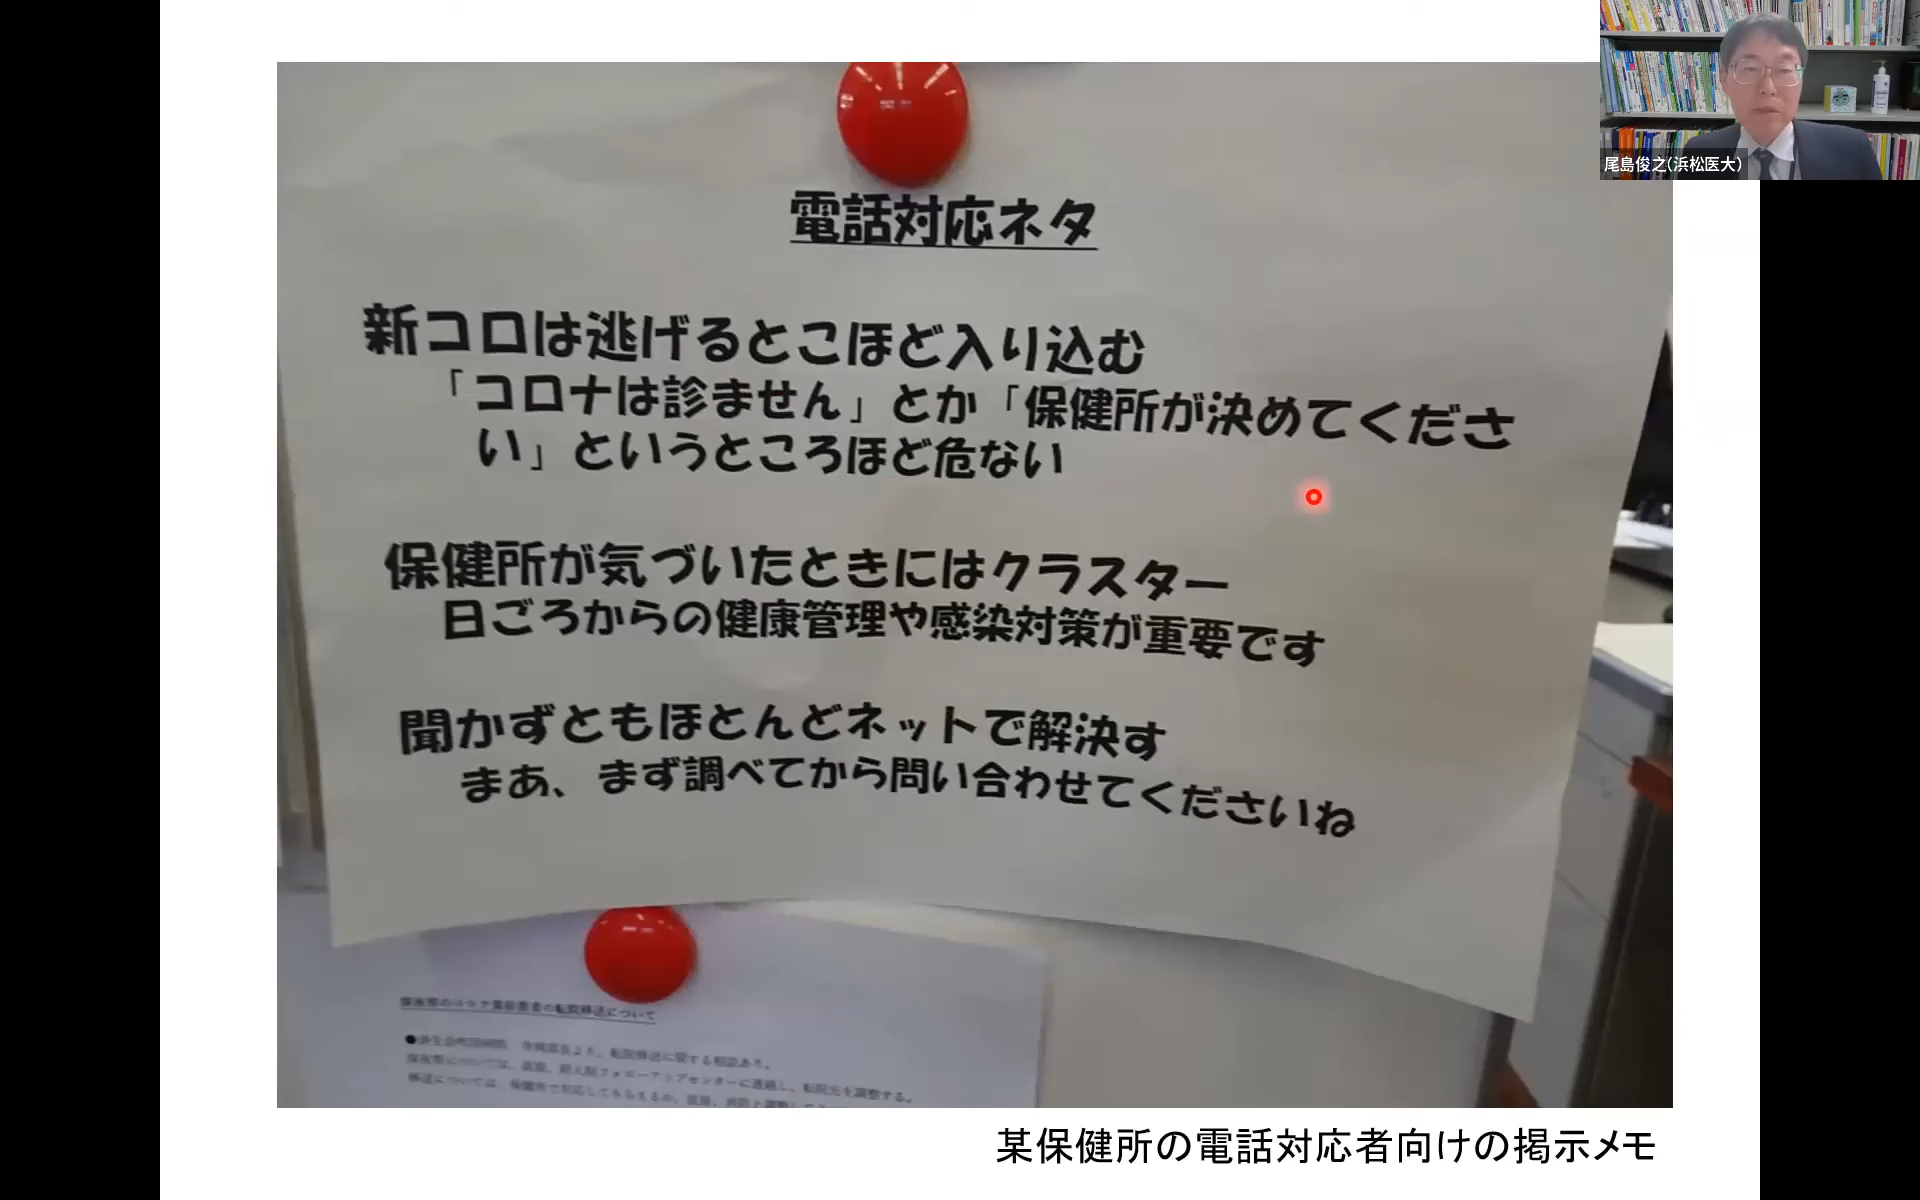 尾島俊之(浜松医大)
電話対応ネタ
新コロは逃げるとこほど入り込む
「コロナは診ません」とか「保健所が決めてくださ
い」というところほど危ない
保健所が気づいたときにはクラスター
日ごろからの健康管理や感染対策が重要です
聞かずともほとんどネットで解決す
まあ、まず調べてから問い合わせてくださいね
某保健所の電話対応者向けの掲示メモ